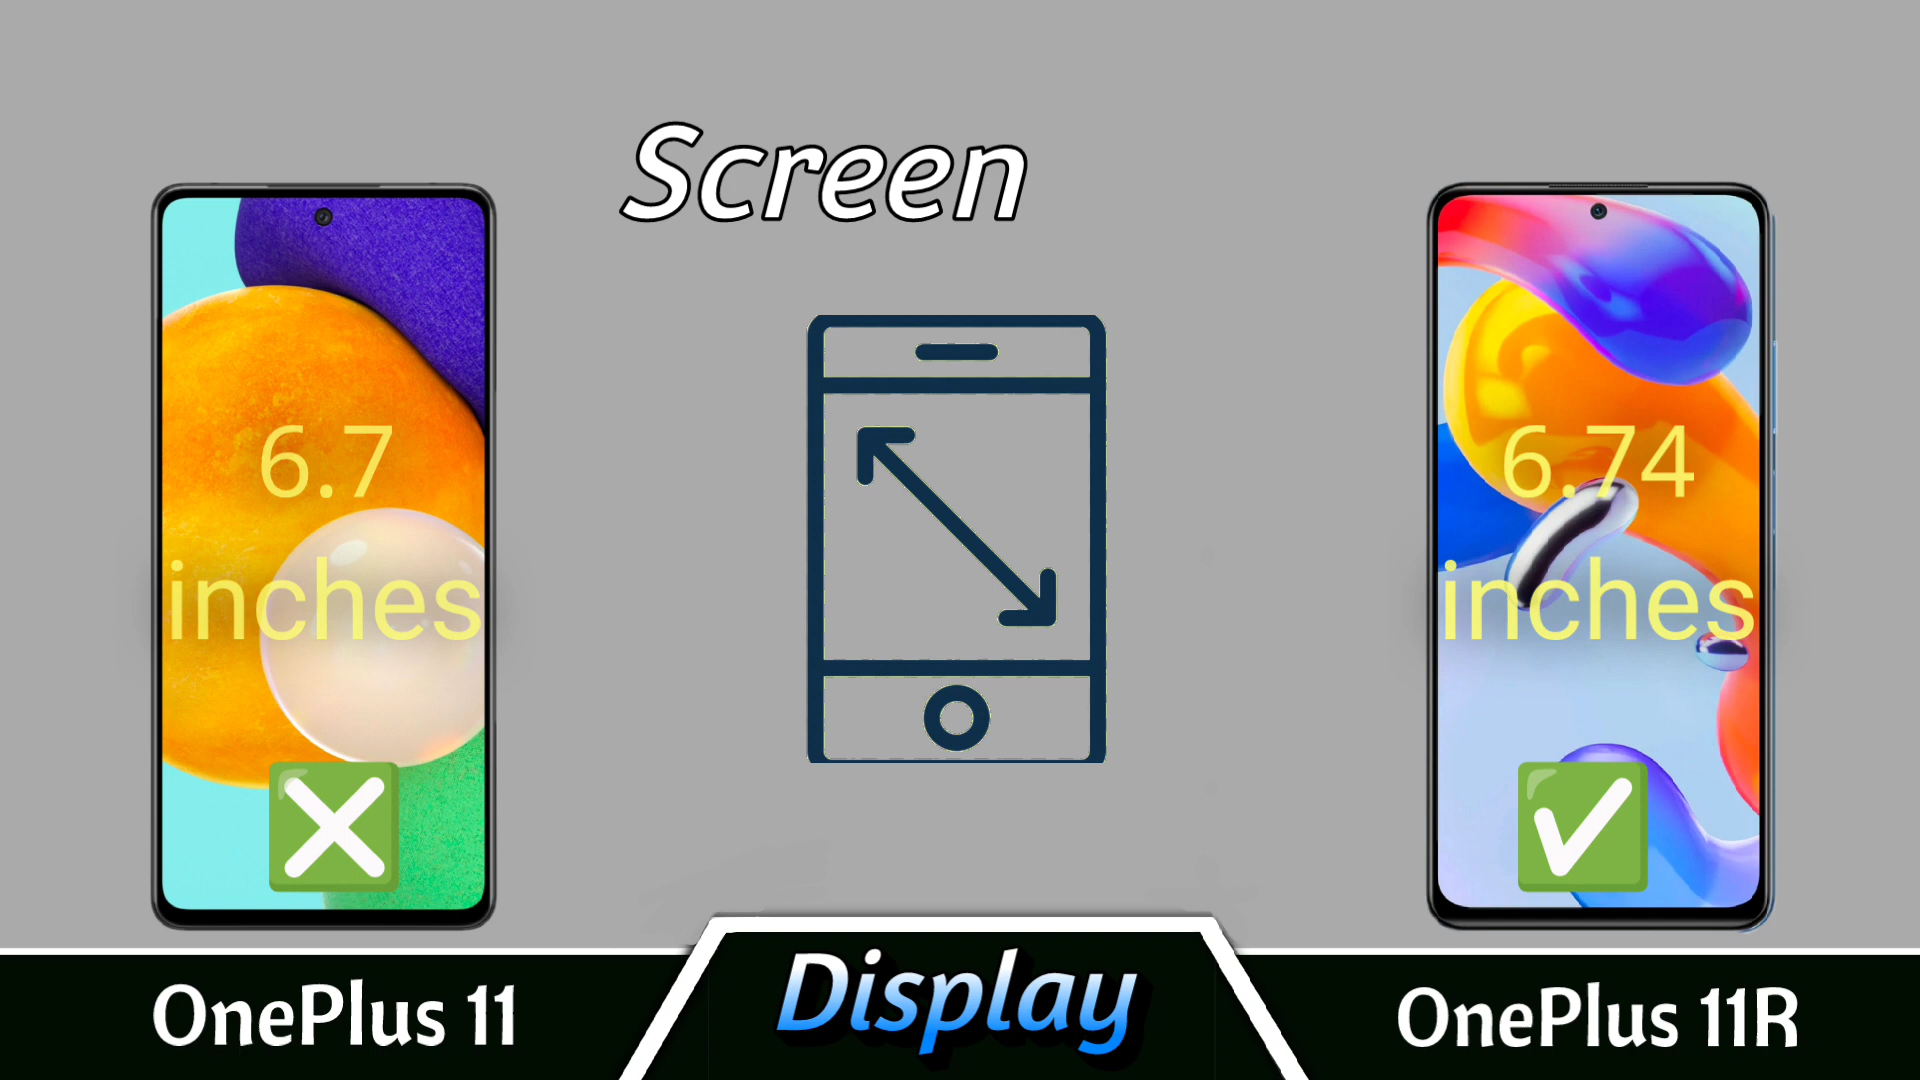 Screen
6.7
inches
6.74
inches
OnePlus 11
Display
OnePlus 11R